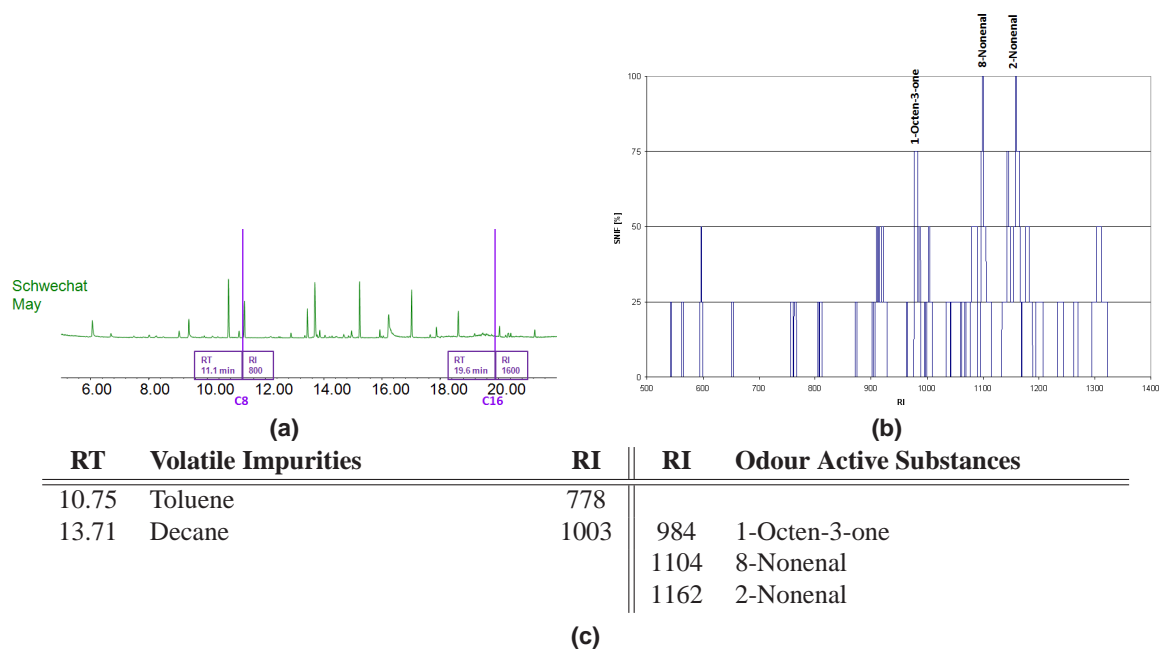 Schwechat
May
RT
11.1 min
RI
800
RT
19.6 min
RI
1600
6.00 8.00 10.00 12.00 14.00 16.00 18.00 20.00
C8 C16
(a)
1-Octen-3-one
8-Nonenal
2-Nonenal
100
75
50
25
0
SNIF [%]
500 600 700 800 900 1000 1100 1200 1300 1400
RI
(b)
RT Volatile Impurities RI RI Odour Active Substances
10.75 Toluene 778
13.71 Decane 1003 984 1-Octen-3-one
1104 8-Nonenal
1162 2-Nonenal
(c)